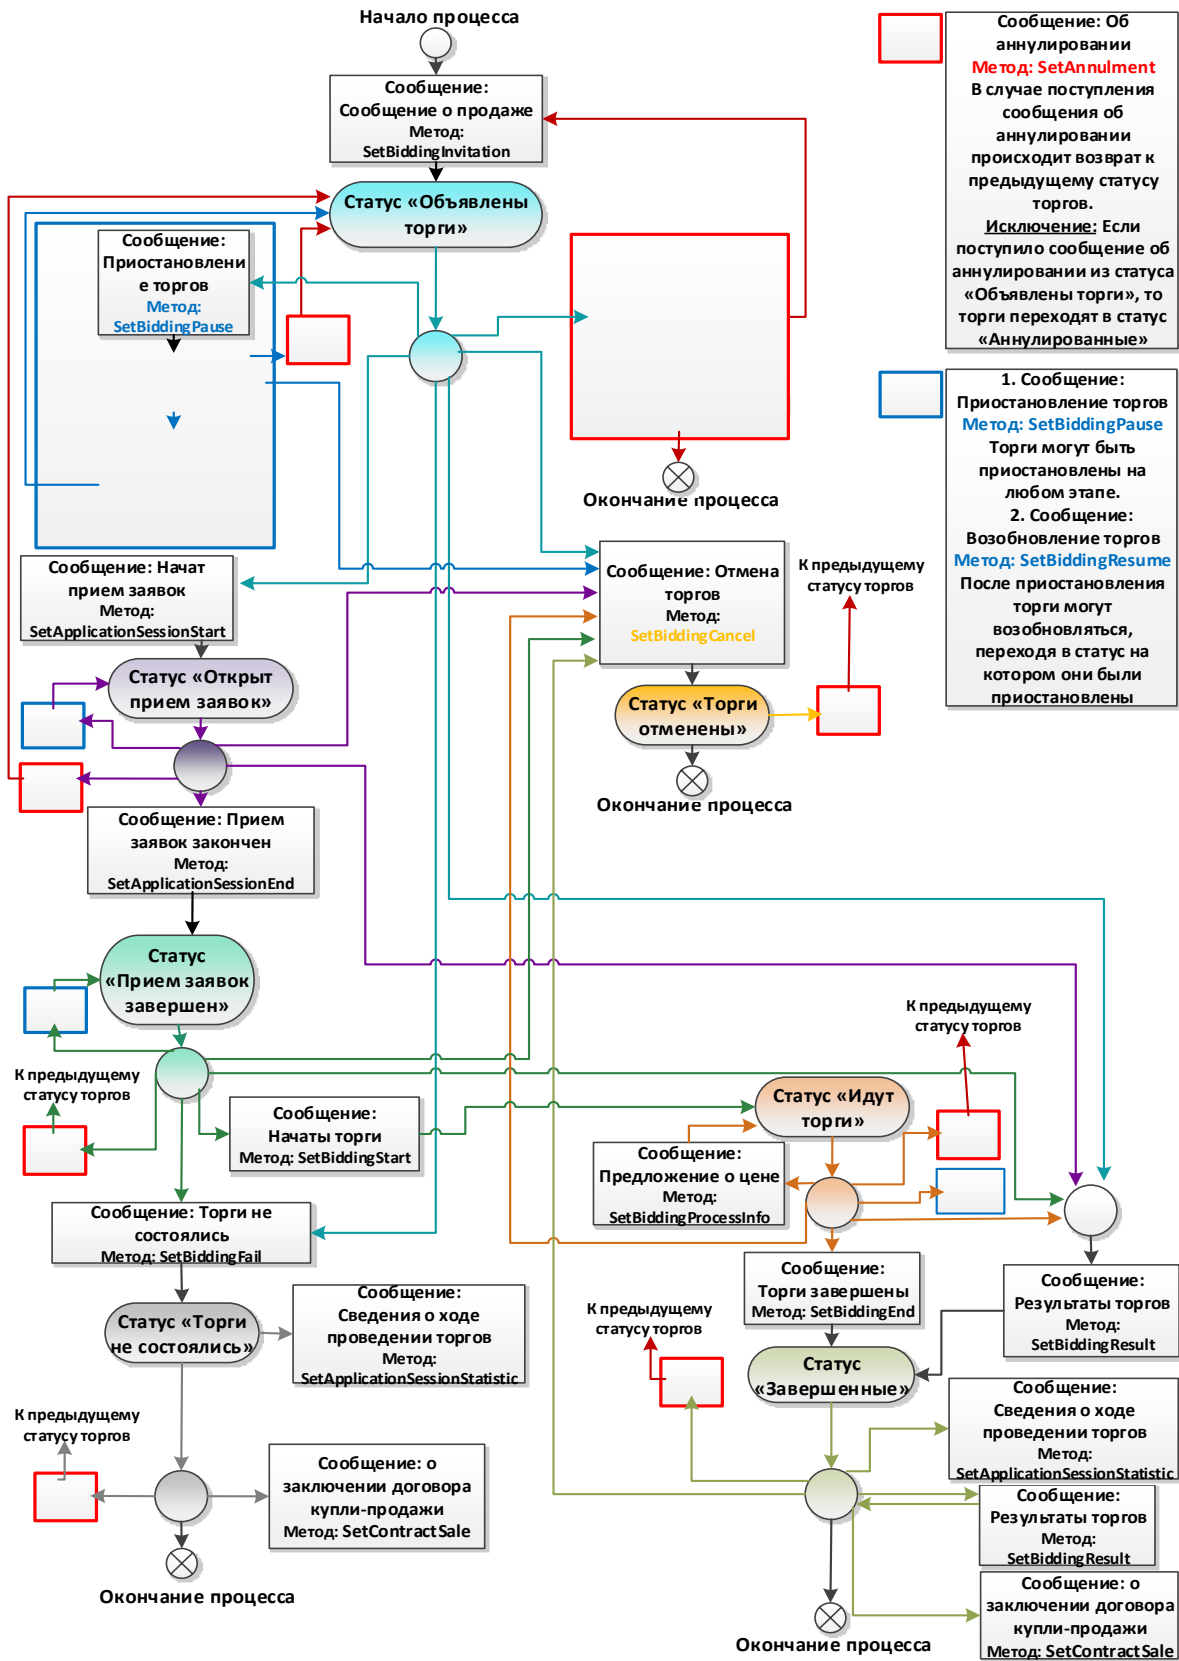 Начало процесса
Сообщение:
Сообщение о продаже
Метод:
SetBiddingInvitation
Статус «Объявлены
торги»
Сообщение: Об
аннулировании
Метод: SetAnnulment
В случае поступления
сообщения об
аннулировании
происходит возврат к
предыдущему статусу
торгов.
Исключение: Если
поступило сообщение об
аннулировании из статуса
«Объявлены торги», то
торги переходят в статус
«Аннулированные»
Сообщение:
Приостановлени
е торгов
Метод:
SetBiddingPause
1. Сообщение:
Приостановление торгов
Метод: SetBiddingPause
Торги могут быть
приостановлены на
любом этапе.
2. Сообщение:
Возобновление торгов
Метод: SetBiddingResume
После приостановления
торги могут
возобновляться,
переходя в статус на
котором они были
приостановлены
Окончание процесса
Сообщение: Начат
прием заявок
Метод:
SetApplicationSessionStart
Сообщение: Отмена
торгов
Метод:
SetBiddingCancel
К предыдущему
статусу торгов
Статус «Открыт
прием заявок»
Статус «Торги
отменены»
Окончание процесса
Сообщение: Прием
заявок закончен
Метод:
SetApplicationSessionEnd
Статус
«Прием заявок
завершен»
К предыдущему
статусу торгов
К предыдущему
статусу торгов
Сообщение:
Начаты торги
Метод: SetBiddingStart
Статус «Идут
торги»
Сообщение:
Предложение о цене
Метод:
SetBiddingProcessInfo
Сообщение: Торги не
состоялись
Метод: SetBiddingFail
Сообщение:
Торги завершены
Метод: SetBiddingEnd
Сообщение:
Результаты торгов
Метод:
SetBiddingResult
Статус «Торги
не состоялись»
Сообщение:
Сведения о ходе
проведении торгов
Метод:
SetApplicationSessionStatistic
К предыдущему
статусу торгов
Статус
«Завершенные»
К предыдущему
статусу торгов
Сообщение:
Сведения о ходе
проведении торгов
Метод:
SetApplicationSessionStatistic
Сообщение: о
заключении договора
купли-продажи
Метод: SetContractSale
Сообщение:
Результаты торгов
Метод:
SetBiddingResult
Окончание процесса
Сообщение: о
заключении договора
купли-продажи
Метод: SetContractSale
Окончание процесса